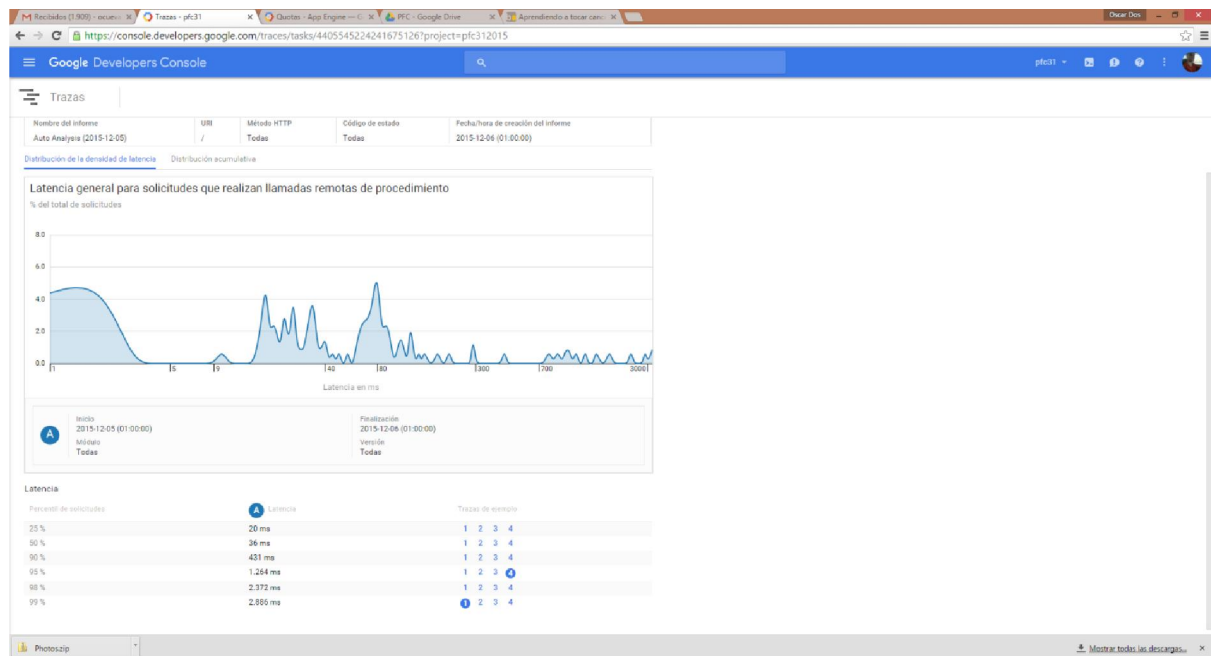 Recibidos (1.909) - ocuevas
Trazas - pfc31
Quotas - App Engine —
PFC - Google Drive
Aprendiendo a tocar canc
Oscar Dos
https://console.developers.google.com/traces/tasks/4405545224241675126?project=pfc312015
Google Developers Console
pfc31
Trazas
Nombre del informe URI Método HTTP Código de estado Fecha/hora de creación del informe
Auto Analysis (2015-12-05) / Todas Todas 2015-12-06 (01:00:00)
Distribución de la densidad de latencia Distribución acumulativa
Latencia general para solicitudes que realizan llamadas remotas de procedimiento
% del total de solicitudes
8.0
6.0
4.0
2.0
0.0
1 5 9 40 80 300 700 3000
Latencia en ms
A
Inicio
2015-12-05 (01:00:00)
Módulo
Todas
Finalización
2015-12-06 (01:00:00)
Versión
Todas
Latencia
Percentil de solicitudes A Latencia Trazas de ejemplo
25 % 20 ms 1 2 3 4
50 % 36 ms 1 2 3 4
90 % 431 ms 1 2 3 4
95 % 1.264 ms 1 2 3 4
98 % 2.372 ms 1 2 3 4
99 % 2.886 ms 1 2 3 4
Photos.zip
Mostrar todas las descargas...